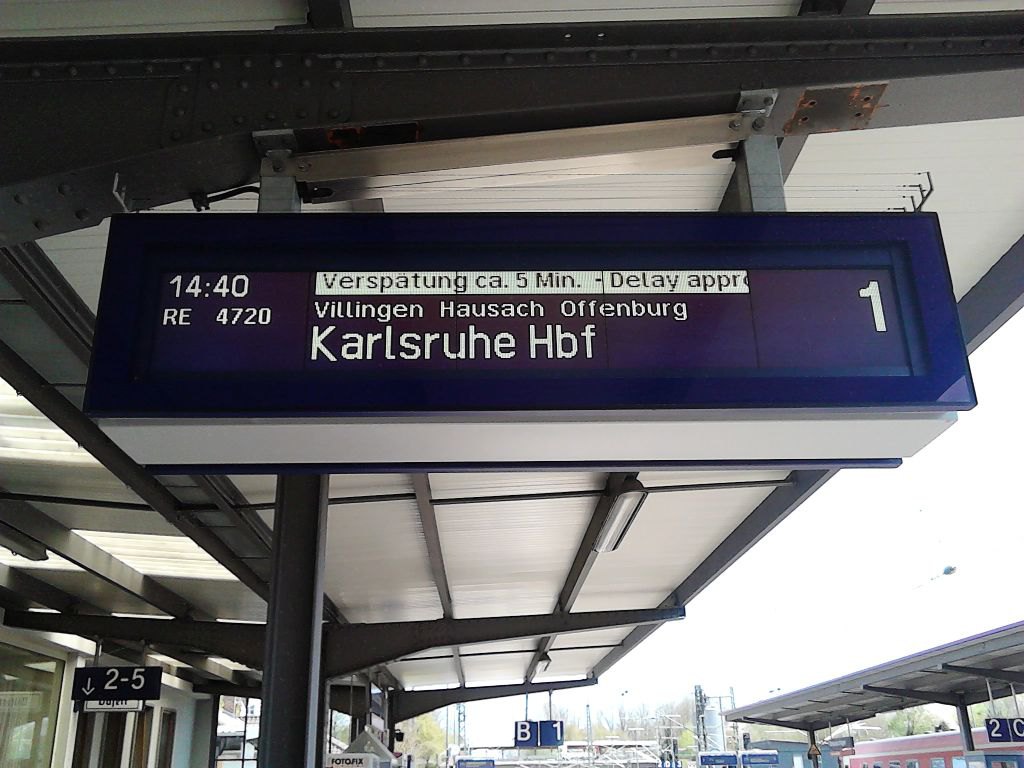 14:40
Verspätung ca. 5 Min. - Delay appro
RE 4720
Villingen Hausach Offenburg
Karlsruhe Hbf
1
2-5
B 1
FOTOFIX
2 C